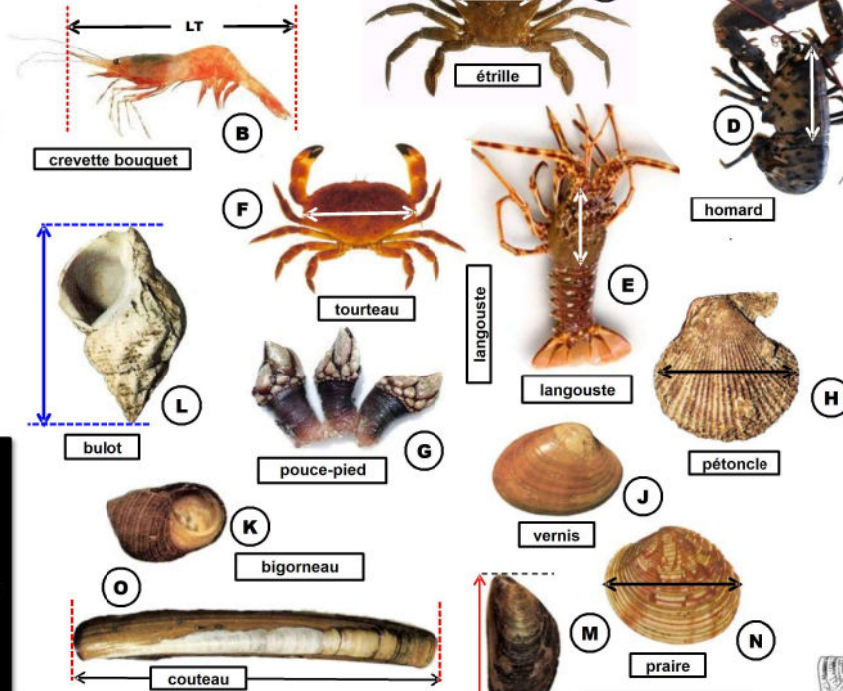 LT
étrille
B
crevette bouquet
D
homard
F
tourteau
langouste
E
langouste
L
bulot
G
pouce-pied
H
pétoncle
J
vernis
K
bigorneau
O
couteau
M
N
praire